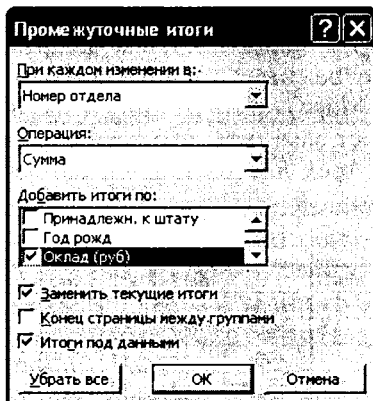 Промежуточные итоги
При каждом изменении в:
Номер отдела
Операция:
Сумма
Добавить итоги по:
Принадлежн. к штату
Год рожд
Оклад (руб)
Заменить текущие итоги
Конец страницы между группами
Итоги под данными
Убрать все
OK
Отмена